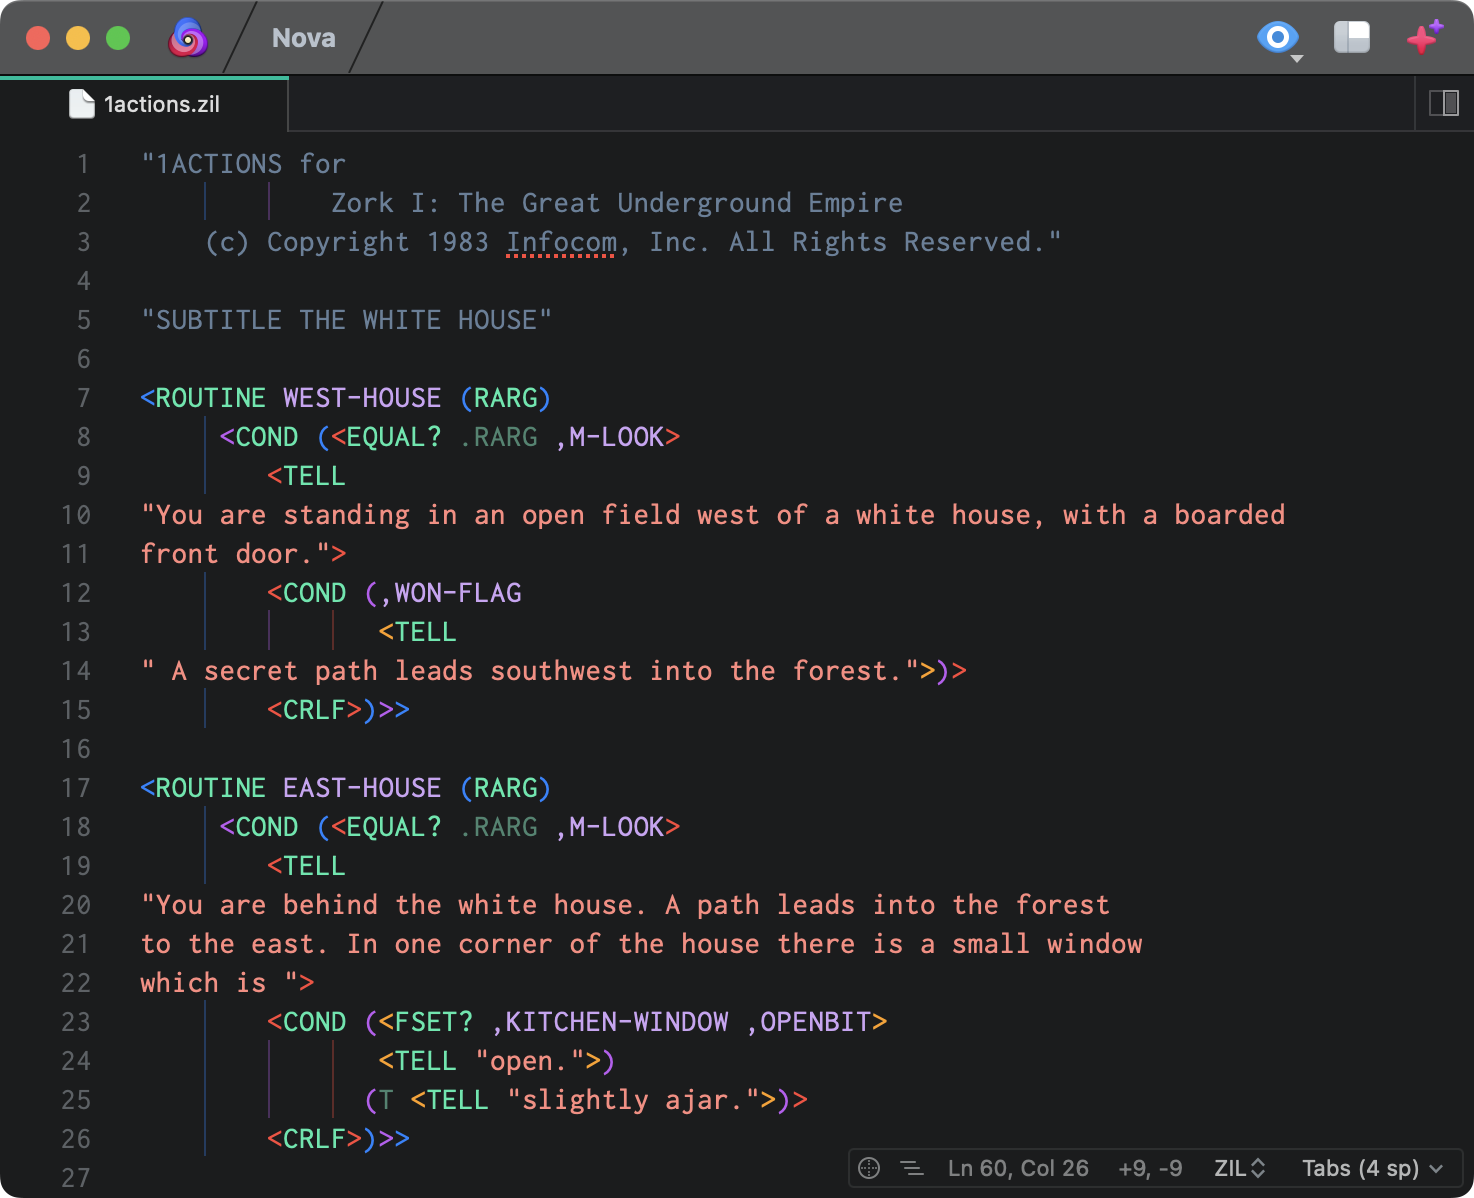 Nova
1actions.zil
1 "1ACTIONS for
2 Zork I: The Great Underground Empire
3 (c) Copyright 1983 Infocom, Inc. All Rights Reserved."
4
5 "SUBTITLE THE WHITE HOUSE"
6
7 <ROUTINE WEST-HOUSE (RARG)
8 <COND (<EQUAL? .RARG ,M-LOOK>
9 <TELL
10 "You are standing in an open field west of a white house, with a boarded
11 front door.">
12 <COND (,WON-FLAG
13 <TELL
14 " A secret path leads southwest into the forest.">)>
15 <CRLF>)>>
16
17 <ROUTINE EAST-HOUSE (RARG)
18 <COND (<EQUAL? .RARG ,M-LOOK>
19 <TELL
20 "You are behind the white house. A path leads into the forest
21 to the east. In one corner of the house there is a small window
22 which is ">
23 <COND (<FSET? ,KITCHEN-WINDOW ,OPENBIT>
24 <TELL "open.">)
25 (T <TELL "slightly ajar.">)>
26 <CRLF>)>>
27
Ln 60, Col 26 +9, -9 ZIL Tabs (4 sp)